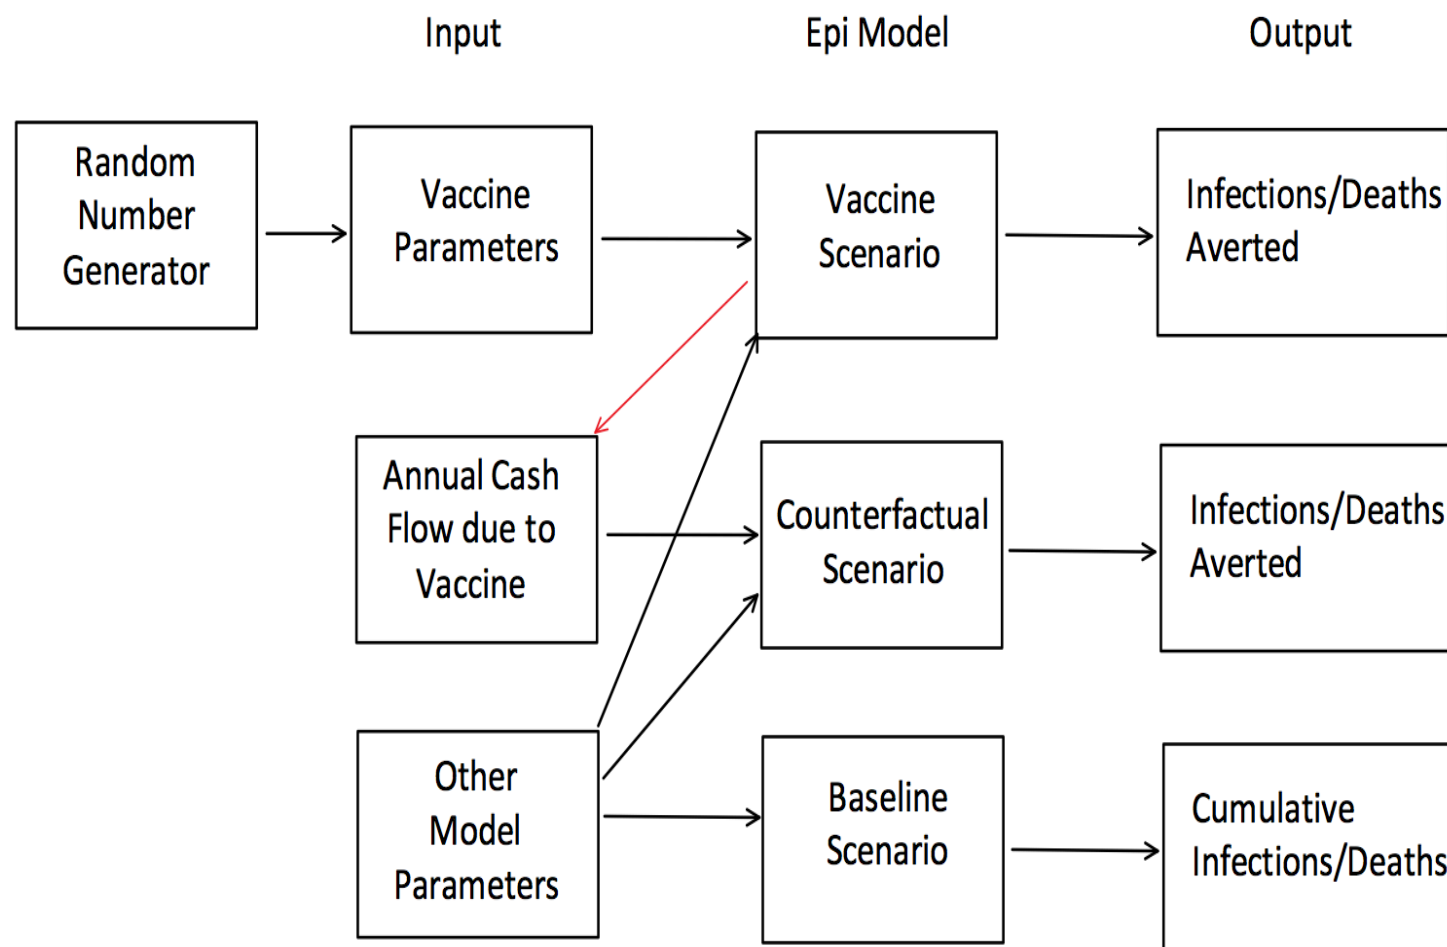 Input
Epi Model
Output
Random
Number
Generator
Vaccine
Parameters
Vaccine
Scenario
Infections/Deaths
Averted
Annual Cash
Flow due to
Vaccine
Counterfactual
Scenario
Infections/Deaths
Averted
Other
Model
Parameters
Baseline
Scenario
Cumulative
Infections/Deaths